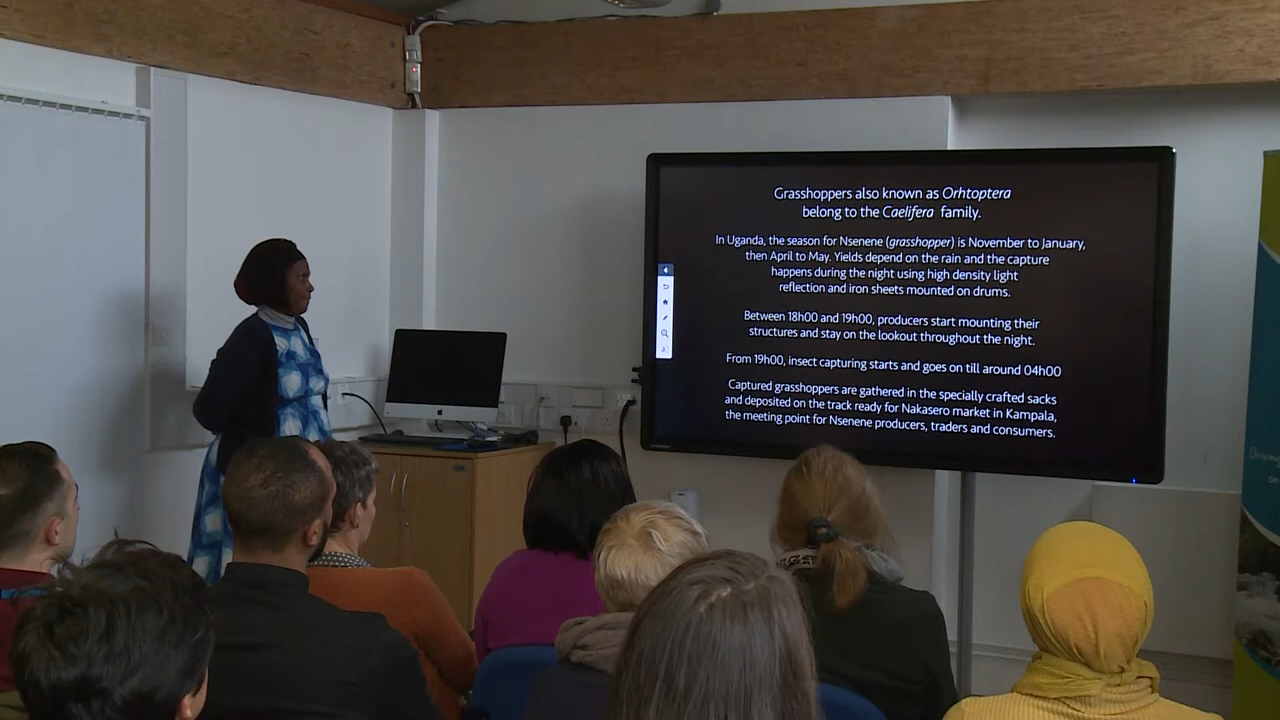 Grasshoppers also known as Orhtoptera
belong to the Caelifera family.
In Uganda, the season for Nsenene (grasshopper) is November to January,
then April to May. Yields depend on the rain and the capture
happens during the night using high density light
reflection and iron sheets mounted on drums.
Between 18h00 and 19h00, producers start mounting their
structures and stay on the lookout throughout the night.
From 19h00, insect capturing starts and goes on till around 04h00
Captured grasshoppers are gathered in the specially crafted sacks
and deposited on the track ready for Nakasero market in Kampala,
the meeting point for Nsenene producers, traders and consumers.
Driving